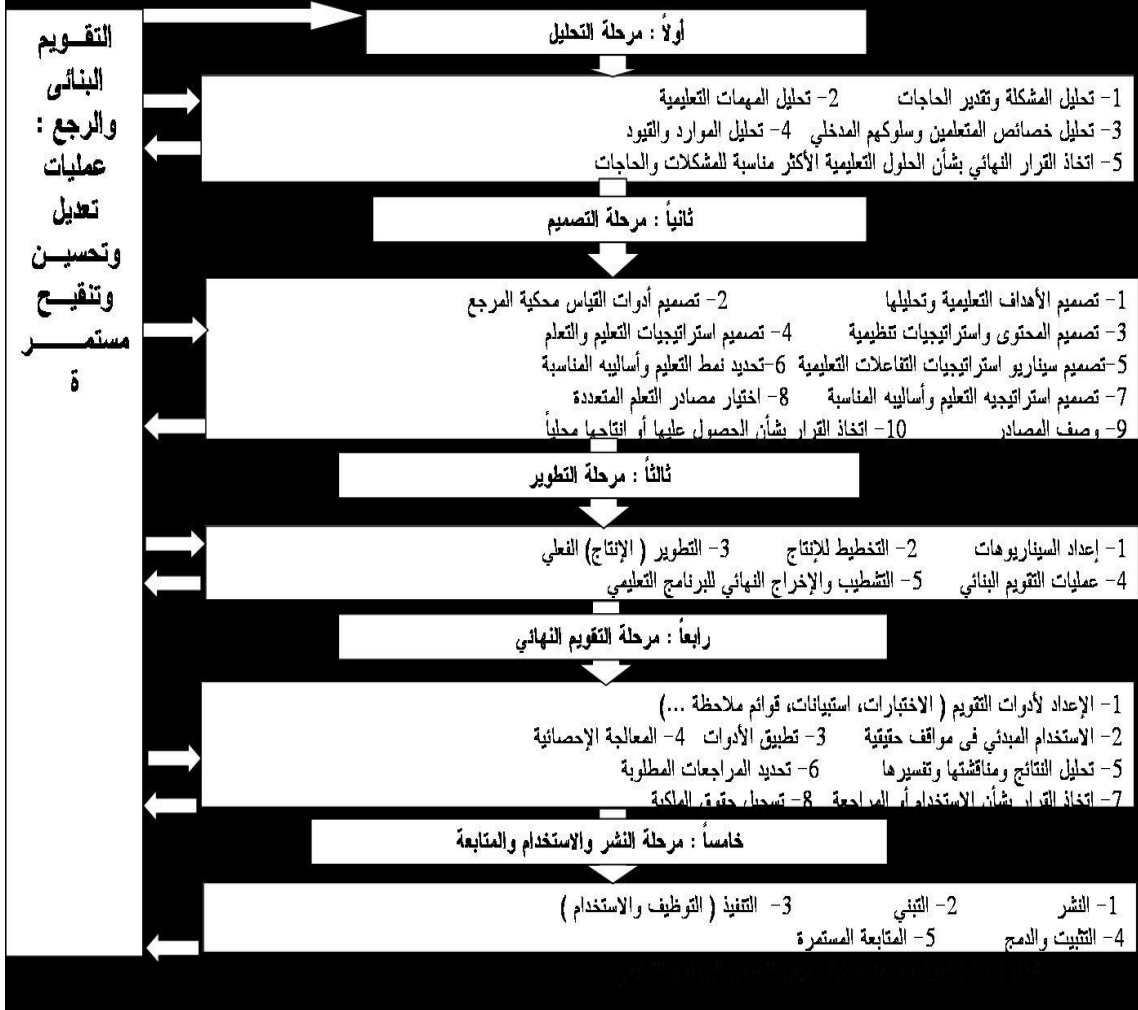 أولاً : مرحلة التحليل
1- تحليل المشكلة وتقدير الحاجات 2- تحليل المهمات التعليمية
3- تحليل خصائص المتعلمين وسلوكهم المدخلي 4- تحليل الموارد والقيود
5- اتخاذ القرار النهائي بشأن الحلول التعليمية الأكثر مناسبة للمشكلات والحاجات
ثانياً : مرحلة التصميم
1- تصميم الأهداف التعليمية وتحليلها 2- تصميم أدوات القياس محكية المرجع
3- تصميم المحتوى واستراتيجيات تنظيمية 4- تصميم استراتيجيات التعليم والتعلم
5-تصميم سيناريو استراتيجيات التفاعلات التعليمية 6-تحديد نمط التعليم وأساليبه المناسبة
7- تصميم استراتيجيه التعليم وأساليبه المناسبة 8- اختيار مصادر التعلم المتعددة
9- وصف المصادر 10- اتخاذ القرار بشأن الحصول عليها أو انتاجها محلياً
ثالثاً : مرحلة التطوير
1- إعداد السيناريوهات 2- التخطيط للإنتاج 3- التطوير ( الإنتاج) الفعلي
4- عمليات التقويم البنائي 5- التشطيب والإخراج النهائي للبرنامج التعليمي
رابعاً : مرحلة التقويم النهائي
1- الإعداد لأدوات التقويم ( الاختبارات، استبيانات، قوائم ملاحظة ...)
2- الاستخدام المبدئي فى مواقف حقيقية 3- تطبيق الأدوات 4- المعالجة الإحصائية
5- تحليل النتائج ومناقشتها وتفسيرها 6- تحديد المراجعات المطلوبة
7- اتخاذ القرار بشأن الاستخدام أو المراجعة 8- تسجيل حقوق الملكية
خامساً : مرحلة النشر والاستخدام والمتابعة
1- النشر 2- التبني 3- التنفيذ ( التوظيف والاستخدام )
4- التثبيت والدمج 5- المتابعة المستمرة
التقـــويم
البنائى
والرجع :
عمليات
تعديل
وتحسيـــن
وتنقيـــح
مستمـــــر
ة